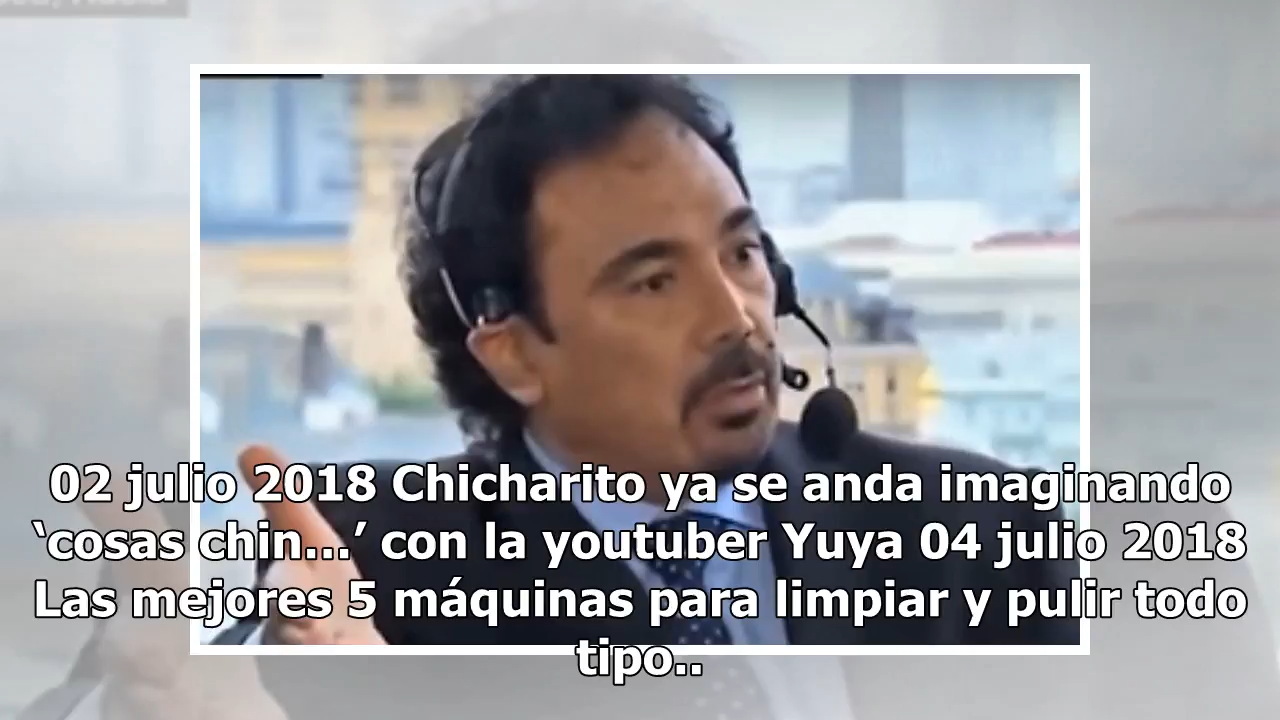 02 julio 2018 Chicharito ya se anda imaginando
‘cosas chin...’ con la youtuber Yuya 04 julio 2018
Las mejores 5 máquinas para limpiar y pulir todo
tipo..